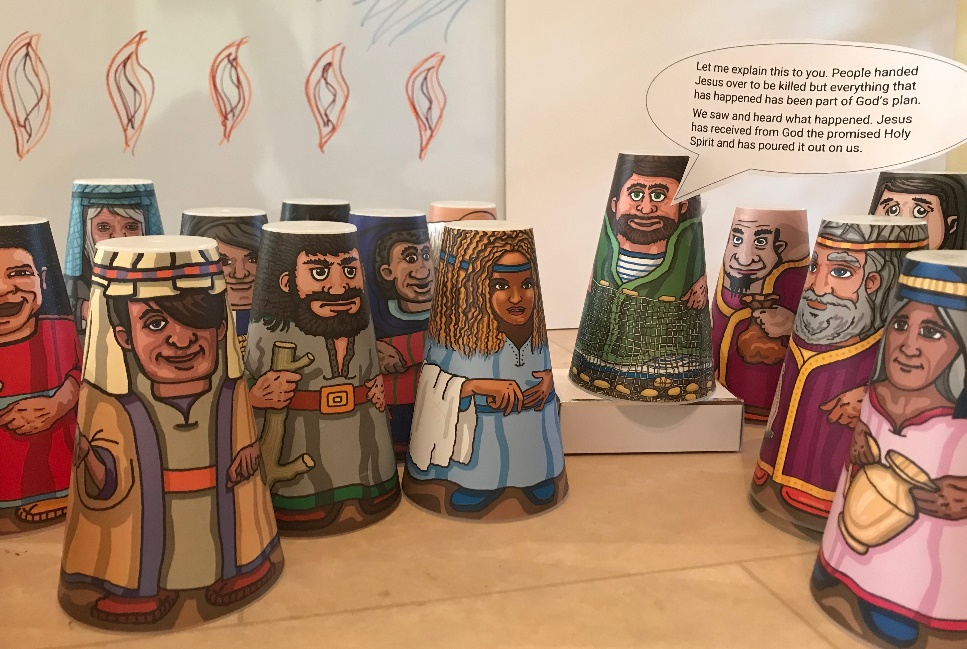 Let me explain this to you. People handed
Jesus over to be killed but everything that
has happened has been part of God's plan.
We saw and heard what happened. Jesus
has received from God the promised Holy
Spirit and has poured it out on us.